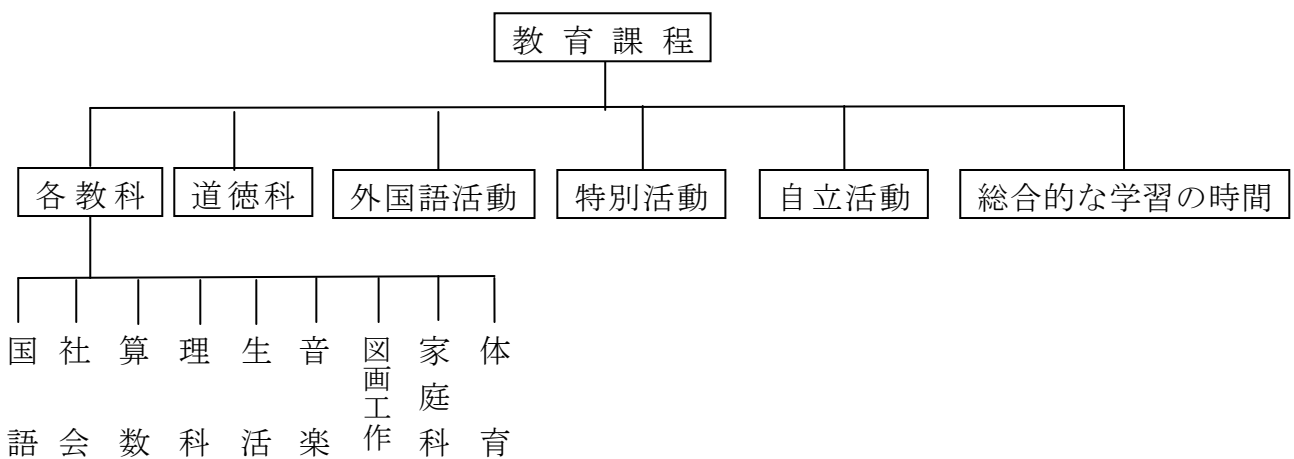 教育課程
各教科
道徳科
外国語活動
特別活動
自立活動
総合的な学習の時間
国語
社会
算数
理科
生活
音楽
図画工作
家庭科
体育